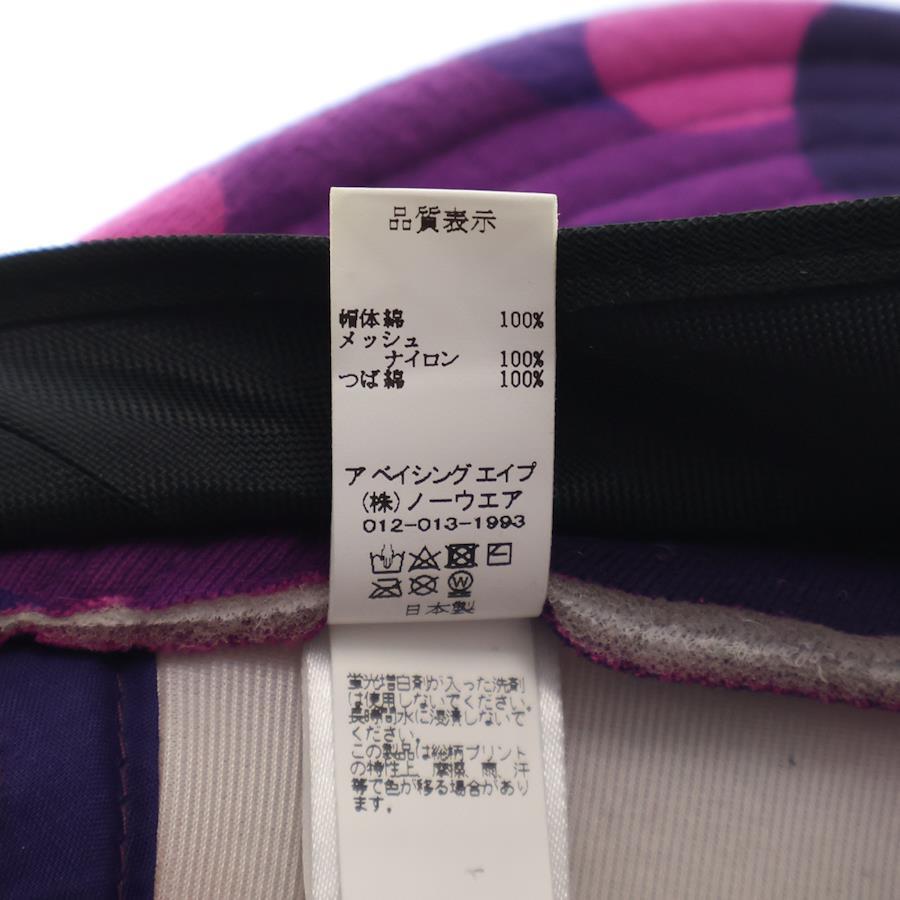 品質表示
帽体綿 100%
メッシュ
ナイロン 100%
つば綿 100%
ア ベイシング エイプ
(株)ノーウエア
012-013-1993
W
日本製
蛍光増白剤が入った洗剤
は使用しないでください。
長時間水に浸漬しないで
ください。
この製品は総柄プリント
の特性上、摩擦、雨、汗
等で色が移る場合があり
ます。